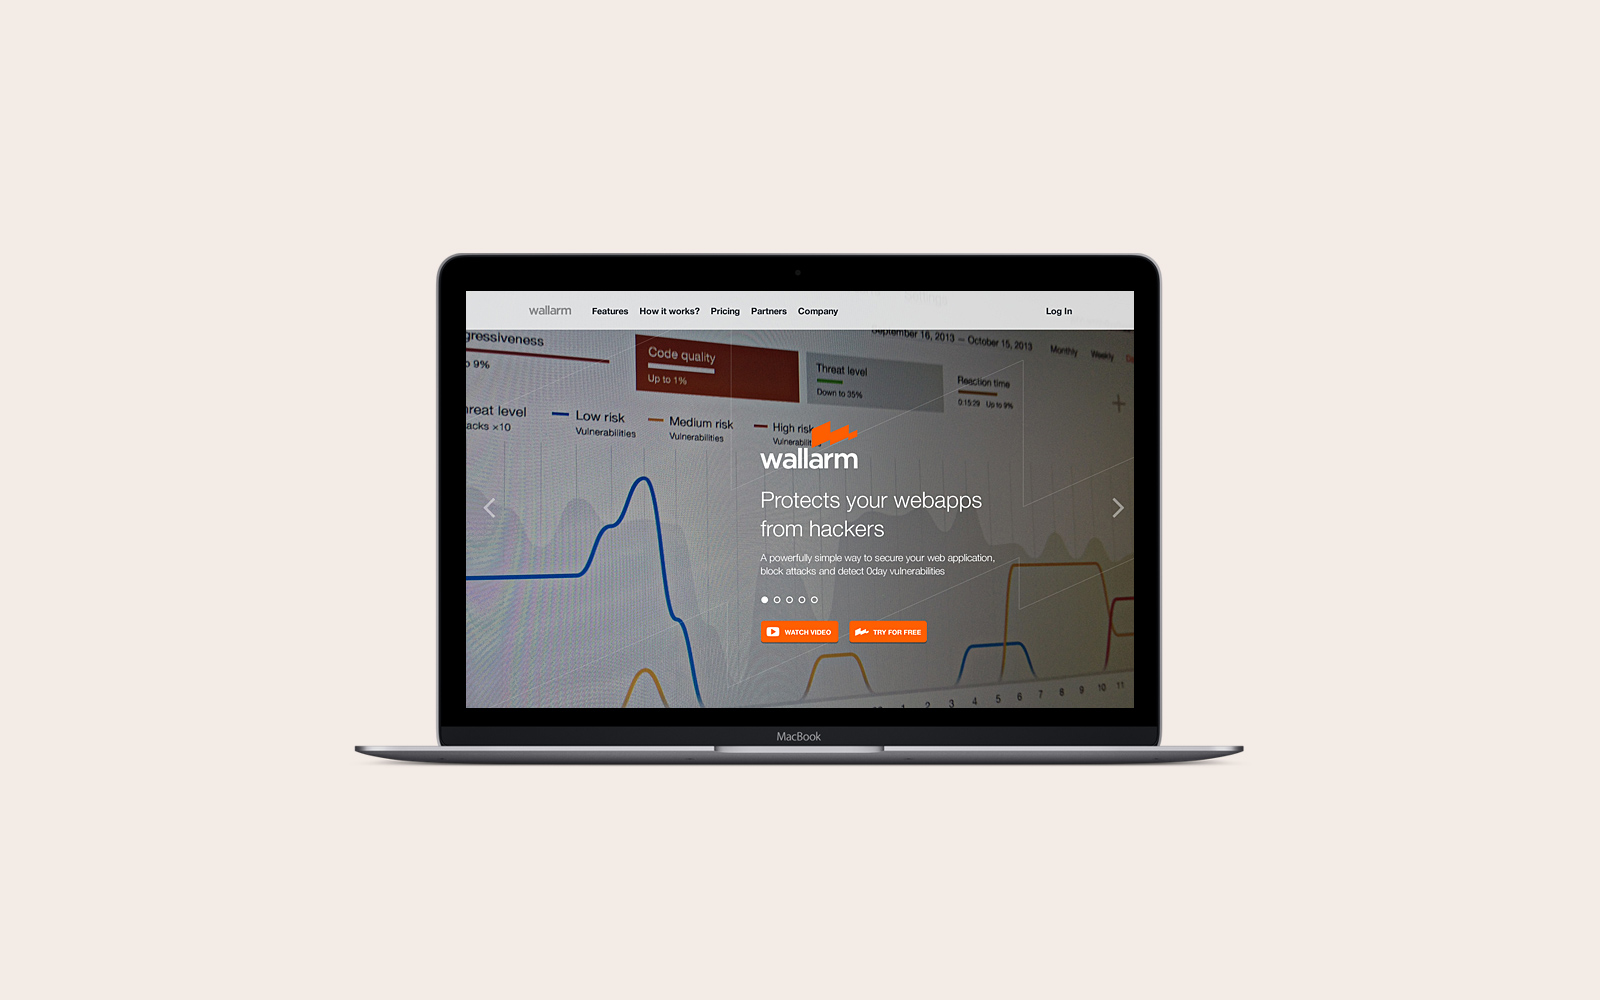 wallarm Features How it works? Pricing Partners Company Log In
September 16, 2013 — October 15, 2013 Monthly Weekly
gressiveness
Code quality
Threat level
Reaction time
9%
Up to 1%
Down to 35%
0:15:29 Up to 9%
reat level
acks ×10
Low risk
Vulnerabilities
Medium risk
Vulnerabilities
High risk
Vulnerabilit
wallarm
Protects your webapps
from hackers
A powerfully simple way to secure your web application,
block attacks and detect 0day vulnerabilities
WATCH VIDEO TRY FOR FREE
1 2 3 4 5 6 7 8 9 10 11
MacBook